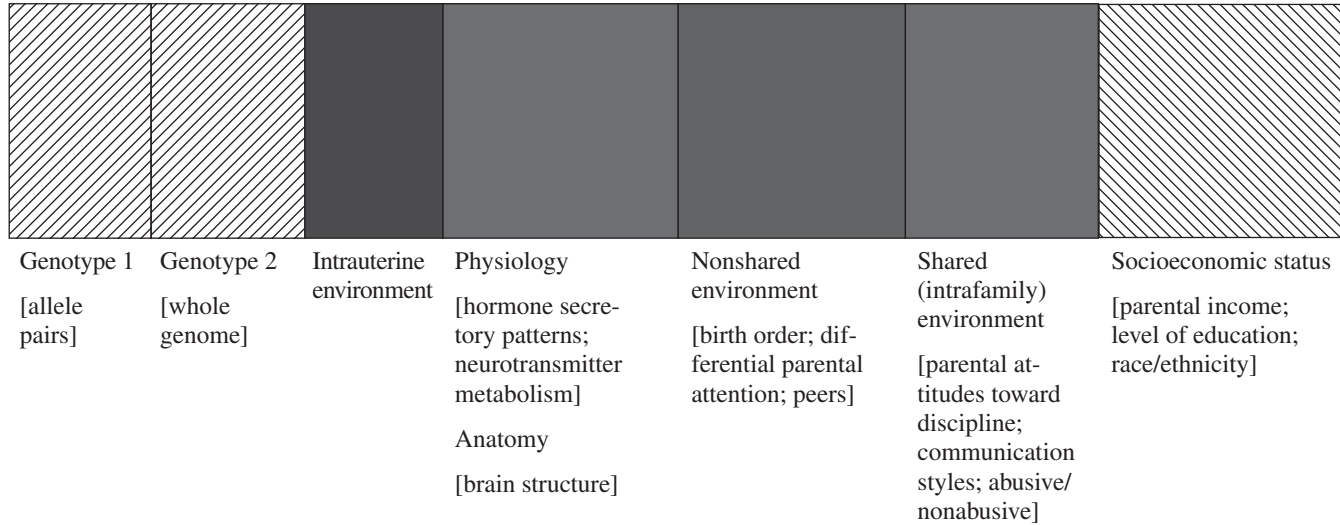 Genotype 1
[allele
pairs]
Genotype 2
[whole
genome]
Intrauterine
environment
Physiology
[hormone secre-
tory patterns;
neurotransmitter
metabolism]
Anatomy
[brain structure]
Nonshared
environment
[birth order; dif-
ferential parental
attention; peers]
Shared
(intrafamily)
environment
[parental at-
titudes toward
discipline;
communication
styles; abusive/
nonabusive]
Socioeconomic status
[parental income;
level of education;
race/ethnicity]